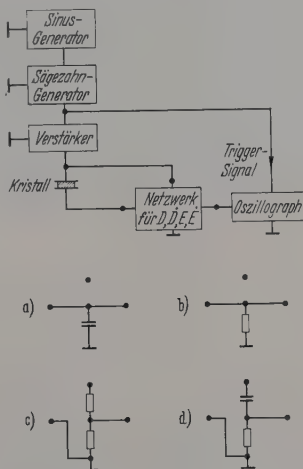 Sinus-
Generator
Sägezahn-
Generator
Verstärker
Kristall
Trigger-
Signal
Netzwerk
für D, Ḋ, E, Ė
Oszillograph
a)
b)
c)
d)